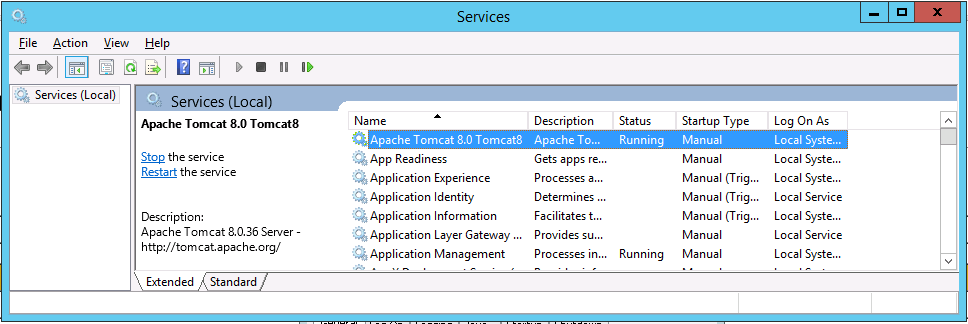 Services
File Action View Help
Services (Local)
Services (Local)
Apache Tomcat 8.0 Tomcat8
Stop the service
Restart the service
Description:
Apache Tomcat 8.0.36 Server -
http://tomcat.apache.org/
Name Description Status Startup Type Log On As
Apache Tomcat 8.0 Tomcat8 Apache To... Running Manual Local Syste...
App Readiness Gets apps re... Manual Local Syste...
Application Experience Processes a... Manual (Trig... Local Syste...
Application Identity Determines ... Manual (Trig... Local Service
Application Information Facilitates t... Manual (Trig... Local Syste...
Application Layer Gateway ... Provides su... Manual Local Service
Application Management Processes in... Running Manual Local Syste...
Extended Standard